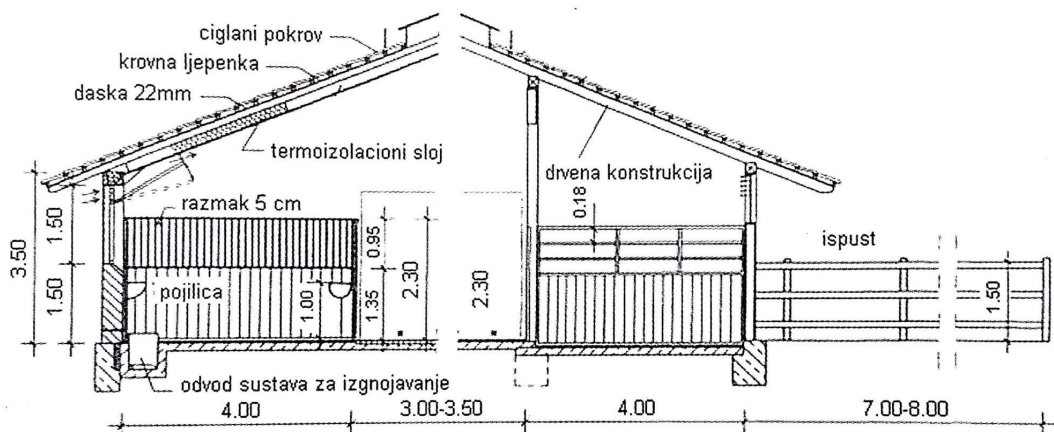 ciglani pokrov
krovna ljepenka
daska 22mm
termoizolacioni sloj
drvena konstrukcija
razmak 5 cm
ispust
pojilica
odvod sustava za izgnojavanje
3.50
1.50
1.50
1.00
0.95
1.35
2.30
2.30
0.18
1.50
4.00
3.00-3.50
4.00
7.00-8.00